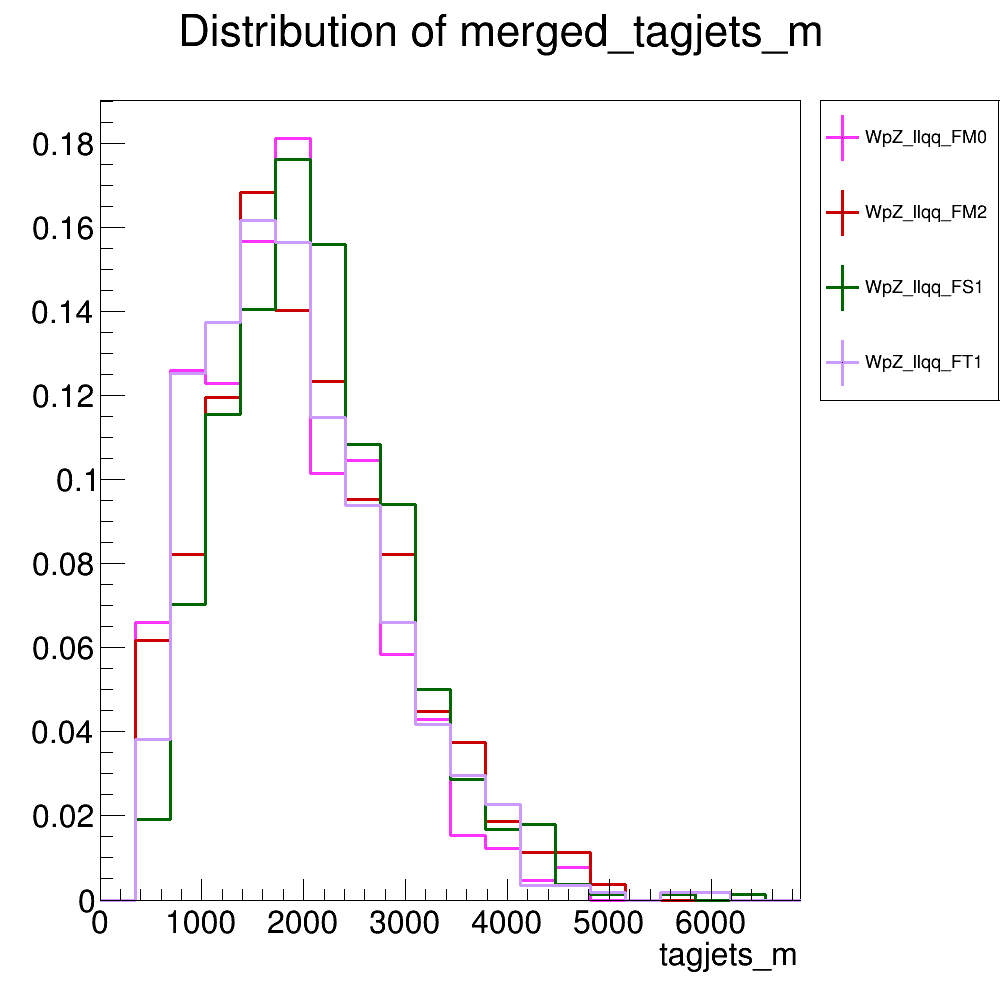 Distribution of merged_tagjets_m
0.18
0.16
0.14
0.12
0.1
0.08
0.06
0.04
0.02
0
0 1000 2000 3000 4000 5000 6000
tagjets_m
WpZ_llqq_FM0
WpZ_llqq_FM2
WpZ_llqq_FS1
WpZ_llqq_FT1